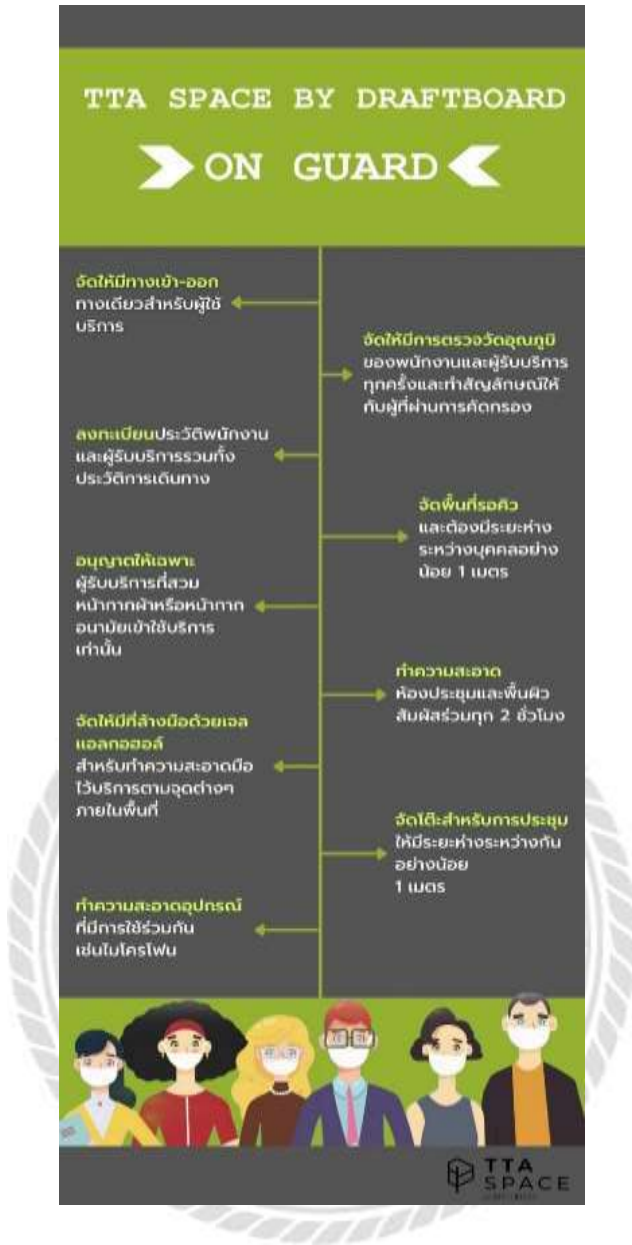 TTA SPACE BY DRAFTBOARD
ON GUARD
จัดให้มีทางเข้า-ออก
ทางเดียวสำหรับผู้ใช้
บริการ
จัดให้มีการตรวจวัดอุณภูมิ
ของพนักงานและผู้รับบริการ
ทุกครั้งและทำสัญลักษณ์ให้
กับผู้ที่ผ่านการคัดกรอง
ลงทะเบียนประวัติพนักงาน
และผู้รับบริการรวมทั้ง
ประวัติการเดินทาง
จัดพื้นที่รอคิว
และต้องมีระยะห่าง
ระหว่างบุคคลอย่าง
น้อย 1 เมตร
อนุญาตให้เฉพาะ
ผู้รับบริการที่สวม
หน้ากากผ้าหรือหน้ากาก
อนามัยเข้าใช้บริการ
เท่านั้น
ทำความสะอาด
ห้องประชุมและพื้นผิว
สัมผัสร่วมทุก 2 ชั่วโมง
จัดให้มีที่ล้างมือด้วยเจล
แอลกอฮอล์
สำหรับทำความสะอาดมือ
ไว้บริการตามจุดต่างๆ
ภายในพื้นที่
จัดโต๊ะสำหรับการประชุม
ให้มีระยะห่างระหว่างกัน
อย่างน้อย
1 เมตร
ทำความสะอาดอุปกรณ์
ที่มีการใช้ร่วมกัน
เช่นไมโครโฟน
TTA
SPACE